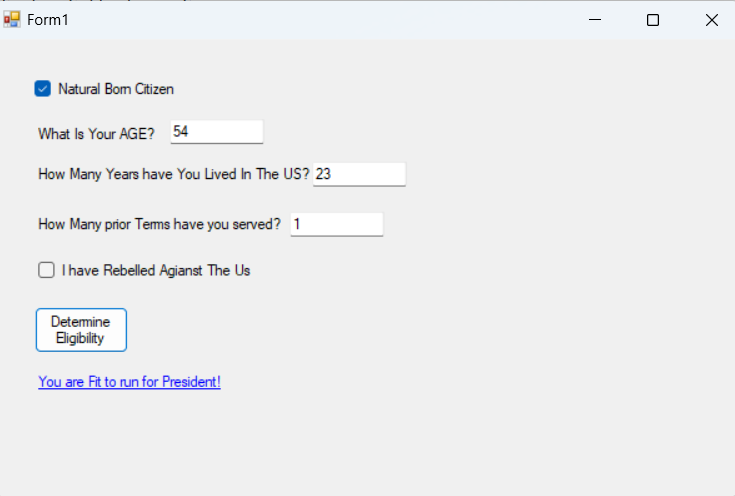 Form1
Natural Born Citizen
What Is Your AGE? 54
How Many Years have You Lived In The US? 23
How Many prior Terms have you served? 1
I have Rebelled Agianst The Us
Determine
Eligibility
You are Fit to run for President!